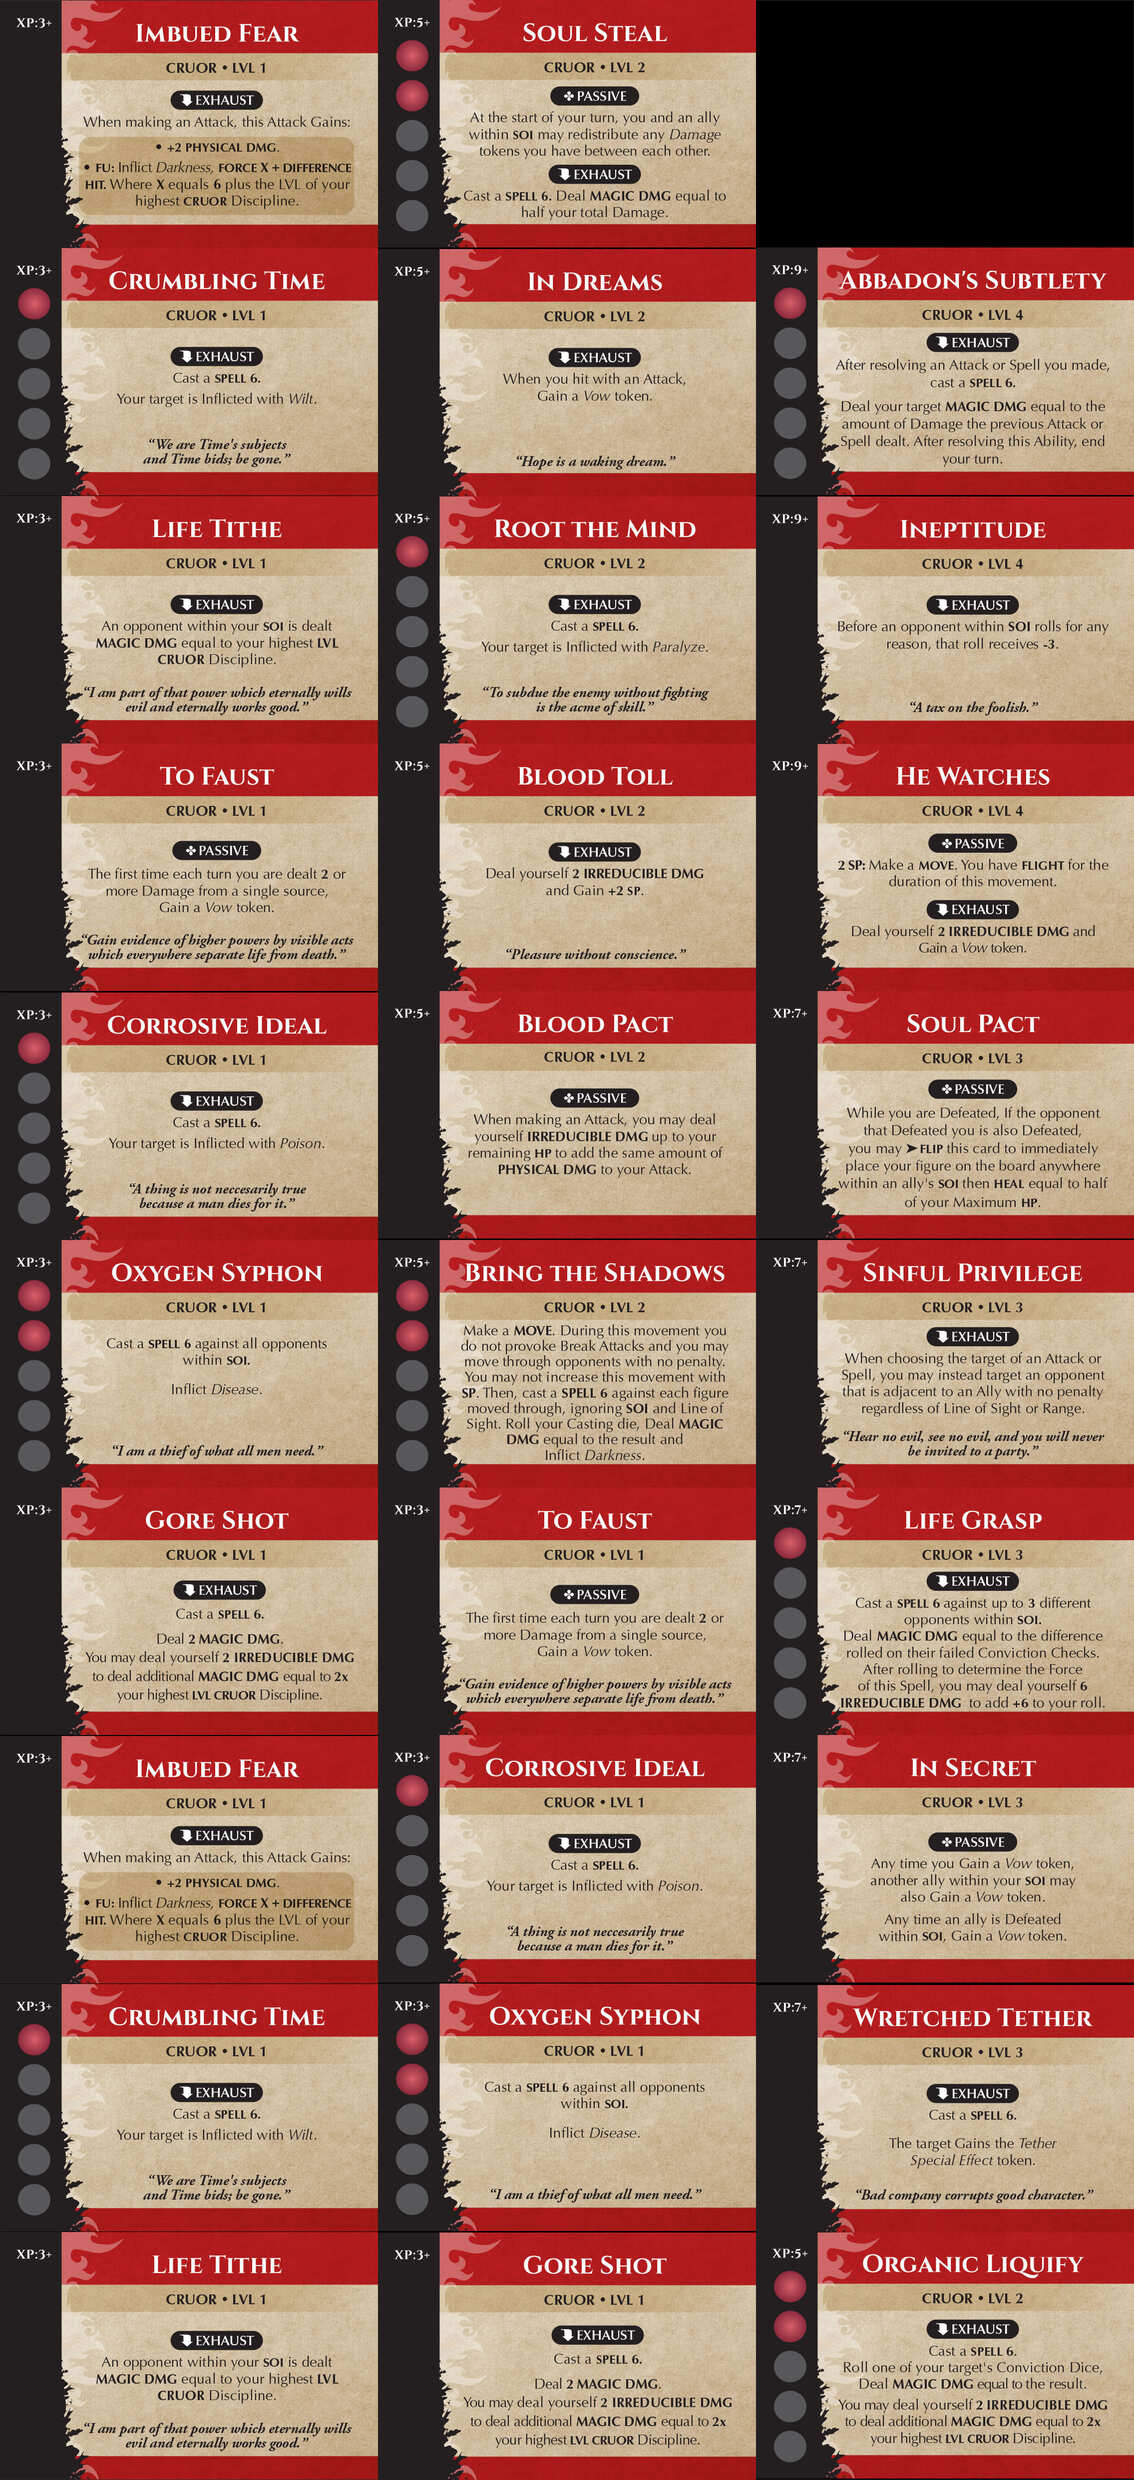 XP:3+
IMBUED FEAR
CRUOR • LVL 1
EXHAUST
When making an Attack, this Attack Gains:
• +2 PHYSICAL DMG.
• FU: Inflict Darkness, FORCE X + DIFFERENCE
HIT. Where X equals 6 plus the LVL of your
highest CRUOR Discipline.
XP:5+
SOUL STEAL
CRUOR • LVL 2
PASSIVE
At the start of your turn, you and an ally
within SOI may redistribute any Damage
tokens you have between each other.
EXHAUST
Cast a SPELL 6. Deal MAGIC DMG equal to
half your total Damage.
XP:3+
CRUMBLING TIME
CRUOR • LVL 1
EXHAUST
Cast a SPELL 6.
Your target is Inflicted with Wilt.
“We are Time's subjects
and Time bids; be gone.”
XP:5+
IN DREAMS
CRUOR • LVL 2
EXHAUST
When you hit with an Attack,
Gain a Vow token.
“Hope is a waking dream.”
XP:9+
ABBADON'S SUBTLETY
CRUOR • LVL 4
EXHAUST
After resolving an Attack or Spell you made,
cast a SPELL 6.
Deal your target MAGIC DMG equal to the
amount of Damage the previous Attack or
Spell dealt. After resolving this Ability, end
your turn.
XP:3+
LIFE TITHE
CRUOR • LVL 1
EXHAUST
An opponent within your SOI is dealt
MAGIC DMG equal to your highest LVL
CRUOR Discipline.
“I am part of that power which eternally wills
evil and eternally works good.”
XP:5+
ROOT THE MIND
CRUOR • LVL 2
EXHAUST
Cast a SPELL 6.
Your target is Inflicted with Paralyze.
“To subdue the enemy without fighting
is the acme of skill.”
XP:9+
INEPTITUDE
CRUOR • LVL 4
EXHAUST
Before an opponent within SOI rolls for any
reason, that roll receives -3.
“A tax on the foolish.”
XP:3+
TO FAUST
CRUOR • LVL 1
PASSIVE
The first time each turn you are dealt 2 or
more Damage from a single source,
Gain a Vow token.
“Gain evidence of higher powers by visible acts
which everywhere separate life from death.”
XP:5+
BLOOD TOLL
CRUOR • LVL 2
EXHAUST
Deal yourself 2 IRREDUCIBLE DMG
and Gain +2 SP.
“Pleasure without conscience.”
XP:9+
HE WATCHES
CRUOR • LVL 4
PASSIVE
2 SP: Make a MOVE. You have FLIGHT for the
duration of this movement.
EXHAUST
Deal yourself 2 IRREDUCIBLE DMG and
Gain a Vow token.
XP:3+
CORROSIVE IDEAL
CRUOR • LVL 1
EXHAUST
Cast a SPELL 6.
Your target is Inflicted with Poison.
“A thing is not neccesarily true
because a man dies for it.”
XP:5+
BLOOD PACT
CRUOR • LVL 2
PASSIVE
When making an Attack, you may deal
yourself IRREDUCIBLE DMG up to your
remaining HP to add the same amount of
PHYSICAL DMG to your Attack.
XP:7+
SOUL PACT
CRUOR • LVL 3
PASSIVE
While you are Defeated, If the opponent
that Defeated you is also Defeated,
you may ➤FLIP this card to immediately
place your figure on the board anywhere
within an ally's SOI then HEAL equal to half
of your Maximum HP.
XP:3+
OXYGEN SYPHON
CRUOR • LVL 1
Cast a SPELL 6 against all opponents
within SOI.
Inflict Disease.
“I am a thief of what all men need.”
XP:5+
BRING THE SHADOWS
CRUOR • LVL 2
Make a MOVE. During this movement you
do not provoke Break Attacks and you may
move through opponents with no penalty.
You may not increase this movement with
SP. Then, cast a SPELL 6 against each figure
moved through, ignoring SOI and Line of
Sight. Roll your Casting die, Deal MAGIC
DMG equal to the result and
Inflict Darkness.
XP:7+
SINFUL PRIVILEGE
CRUOR • LVL 3
EXHAUST
When choosing the target of an Attack or
Spell, you may instead target an opponent
that is adjacent to an Ally with no penalty
regardless of Line of Sight or Range.
“Hear no evil, see no evil, and you will never
be invited to a party.”
XP:3+
GORE SHOT
CRUOR • LVL 1
EXHAUST
Cast a SPELL 6.
Deal 2 MAGIC DMG.
You may deal yourself 2 IRREDUCIBLE DMG
to deal additional MAGIC DMG equal to 2x
your highest LVL CRUOR Discipline.
XP:3+
TO FAUST
CRUOR • LVL 1
PASSIVE
The first time each turn you are dealt 2 or
more Damage from a single source,
Gain a Vow token.
“Gain evidence of higher powers by visible acts
which everywhere separate life from death.”
XP:7+
LIFE GRASP
CRUOR • LVL 3
EXHAUST
Cast a SPELL 6 against up to 3 different
opponents within SOI.
Deal MAGIC DMG equal to the difference
rolled on their failed Conviction Checks.
After rolling to determine the Force
of this Spell, you may deal yourself 6
IRREDUCIBLE DMG to add +6 to your roll.
XP:3+
IMBUED FEAR
CRUOR • LVL 1
EXHAUST
When making an Attack, this Attack Gains:
• +2 PHYSICAL DMG.
• FU: Inflict Darkness, FORCE X + DIFFERENCE
HIT. Where X equals 6 plus the LVL of your
highest CRUOR Discipline.
XP:3+
CORROSIVE IDEAL
CRUOR • LVL 1
EXHAUST
Cast a SPELL 6.
Your target is Inflicted with Poison.
“A thing is not neccesarily true
because a man dies for it.”
XP:7+
IN SECRET
CRUOR • LVL 3
PASSIVE
Any time you Gain a Vow token,
another ally within your SOI may
also Gain a Vow token.
Any time an ally is Defeated
within SOI, Gain a Vow token.
XP:3+
CRUMBLING TIME
CRUOR • LVL 1
EXHAUST
Cast a SPELL 6.
Your target is Inflicted with Wilt.
“We are Time's subjects
and Time bids; be gone.”
XP:3+
OXYGEN SYPHON
CRUOR • LVL 1
Cast a SPELL 6 against all opponents
within SOI.
Inflict Disease.
“I am a thief of what all men need.”
XP:7+
WRETCHED TETHER
CRUOR • LVL 3
EXHAUST
Cast a SPELL 6.
The target Gains the Tether
Special Effect token.
“Bad company corrupts good character.”
XP:3+
LIFE TITHE
CRUOR • LVL 1
EXHAUST
An opponent within your SOI is dealt
MAGIC DMG equal to your highest LVL
CRUOR Discipline.
“I am part of that power which eternally wills
evil and eternally works good.”
XP:3+
GORE SHOT
CRUOR • LVL 1
EXHAUST
Cast a SPELL 6.
Deal 2 MAGIC DMG.
You may deal yourself 2 IRREDUCIBLE DMG
to deal additional MAGIC DMG equal to 2x
your highest LVL CRUOR Discipline.
XP:5+
ORGANIC LIQUIFY
CRUOR • LVL 2
EXHAUST
Cast a SPELL 6.
Roll one of your target's Conviction Dice,
Deal MAGIC DMG equal to the result.
You may deal yourself 2 IRREDUCIBLE DMG
to deal additional MAGIC DMG equal to 2x
your highest LVL CRUOR Discipline.